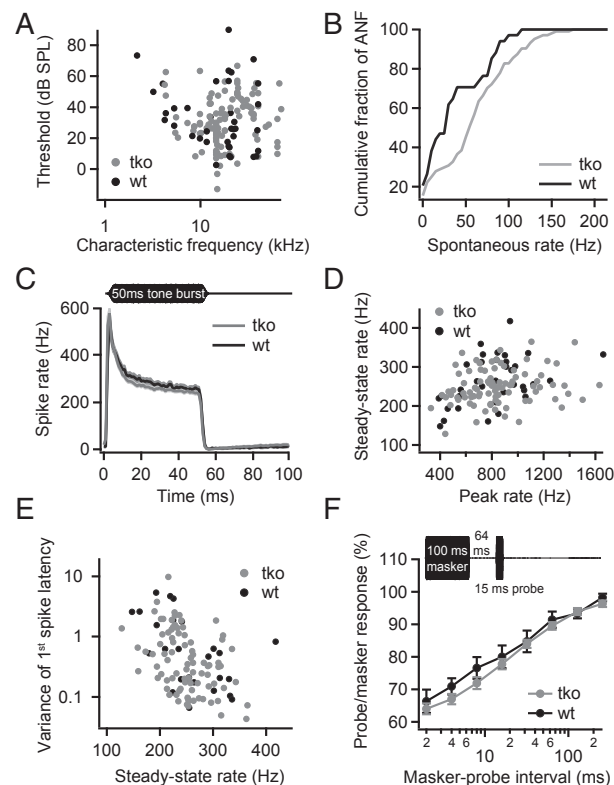 A
Threshold (dB SPL)
80
60
40
20
0
tko
wt
1
10
Characteristic frequency (kHz)
B
Cumulative fraction of ANF
100
80
60
40
20
tko
wt
0
50
100
150
200
Spontaneous rate (Hz)
C
50ms tone burst
Spike rate (Hz)
600
400
200
0
tko
wt
0
20
40
60
80
100
Time (ms)
D
Steady-state rate (Hz)
400
300
200
100
tko
wt
400
800
1200
1600
Peak rate (Hz)
E
Variance of 1st spike latency
10
1
0.1
tko
wt
100
200
300
400
Steady-state rate (Hz)
F
100 ms
masker
64
ms
15 ms probe
Probe/masker response (%)
110
100
90
80
70
60
tko
wt
2 4 6 10 2 4 6 100 2
Masker-probe interval (ms)